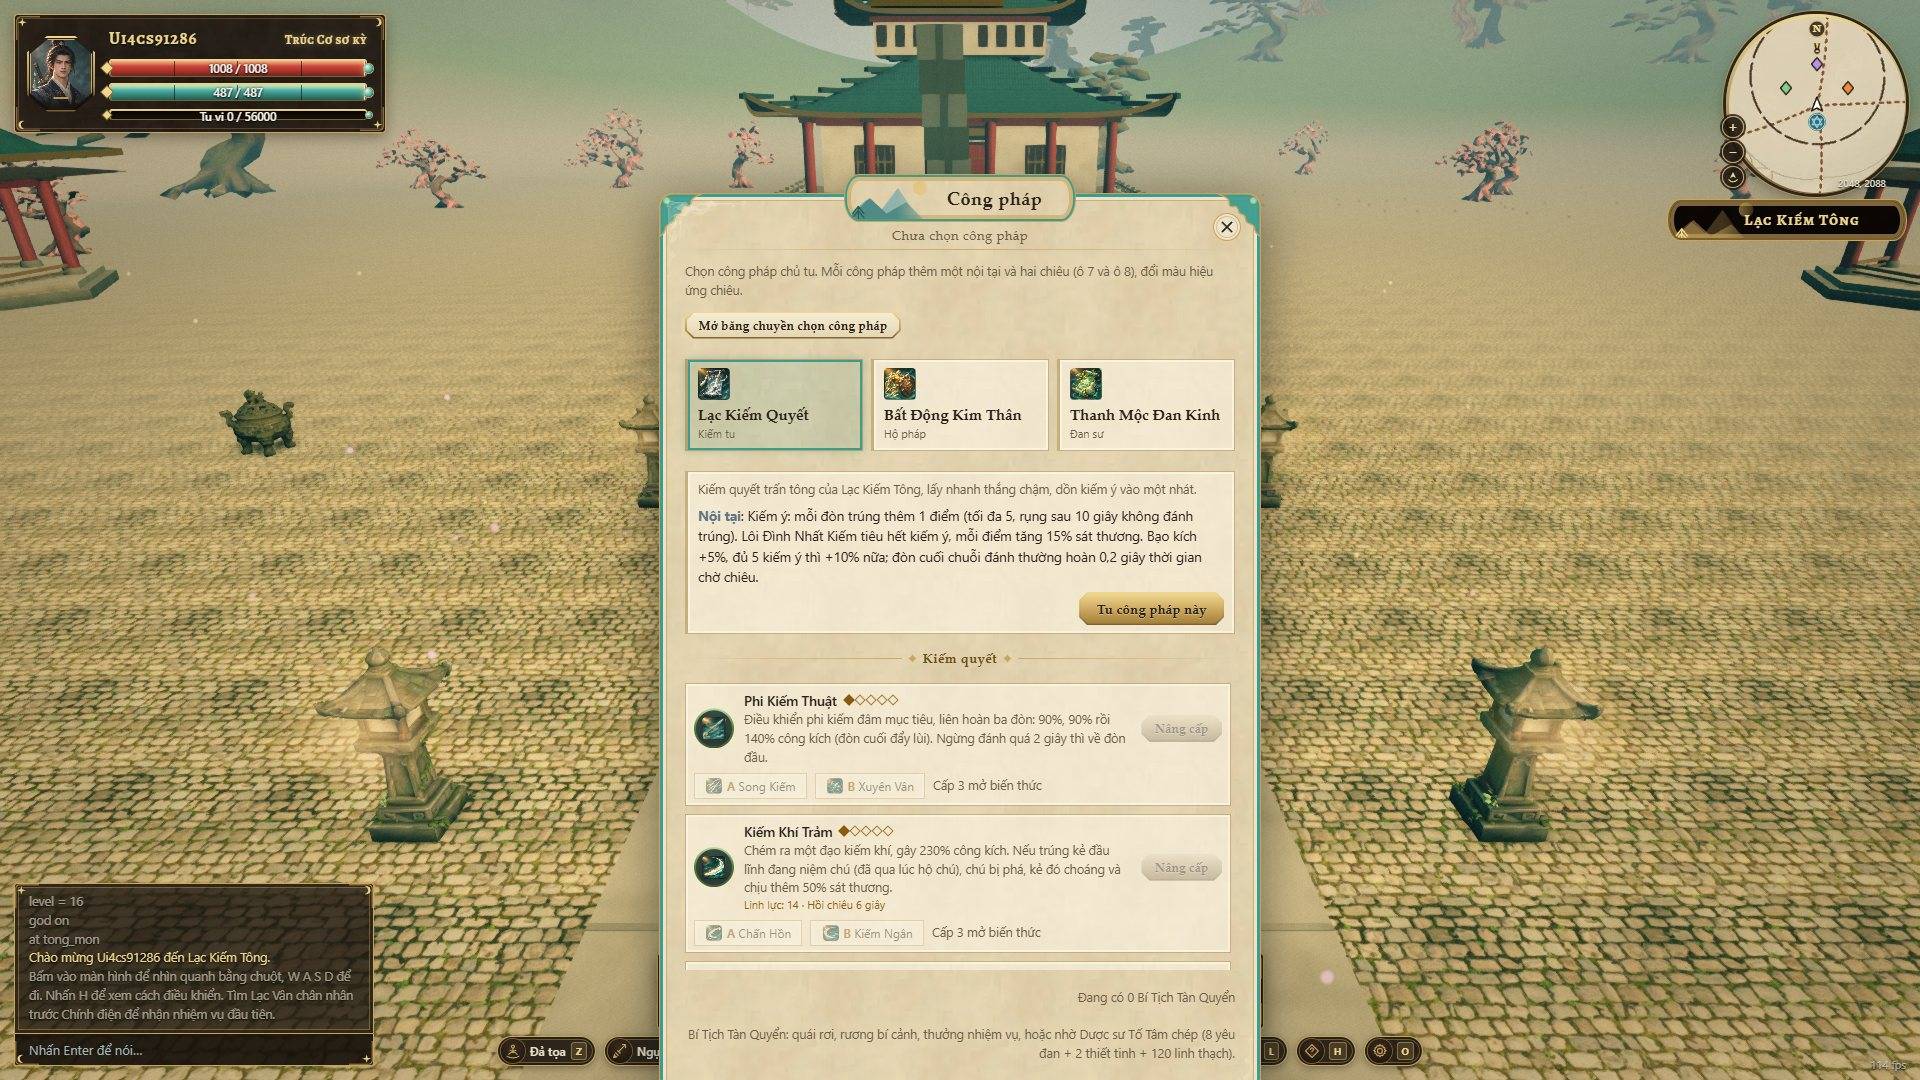 Ui4cs91286
Trúc Cơ sơ kỳ
1008 / 1008
487 / 487
Tu vi 0 / 56000
N
2048, 2088
Lạc Kiếm Tông
Công pháp
Chưa chọn công pháp
Chọn công pháp chủ tu. Mỗi công pháp thêm một nội tại và hai chiêu (ô 7 và ô 8), đổi màu hiệu
ứng chiêu.
Mở băng chuyền chọn công pháp
Lạc Kiếm Quyết
Kiếm tu
Bất Động Kim Thân
Hộ pháp
Thanh Mộc Đan Kinh
Đan sư
Kiếm quyết trấn tông của Lạc Kiếm Tông, lấy nhanh thắng chậm, dồn kiếm ý vào một nhát.
Nội tại: Kiếm ý: mỗi đòn trúng thêm 1 điểm (tối đa 5, rụng sau 10 giây không đánh
trúng). Lôi Đình Nhất Kiếm tiêu hết kiếm ý, mỗi điểm tăng 15% sát thương. Bạo kích
+5%, đủ 5 kiếm ý thì +10% nữa; đòn cuối chuỗi đánh thường hoàn 0,2 giây thời gian
chờ chiêu.
Tu công pháp này
Kiếm quyết
Phi Kiếm Thuật
Điều khiển phi kiếm đâm mục tiêu, liên hoàn ba đòn: 90%, 90% rồi
140% công kích (đòn cuối đẩy lùi). Ngừng đánh quá 2 giây thì về đòn
đầu.
Nâng cấp
A Song Kiếm
B Xuyên Vân
Cấp 3 mở biến thức
Kiếm Khí Trảm
Chém ra một đạo kiếm khí, gây 230% công kích. Nếu trúng kẻ đầu
lĩnh đang niệm chú (đã qua lúc hộ chú), chú bị phá, kẻ đó choáng và
chịu thêm 50% sát thương.
Linh lực: 14 · Hồi chiêu 6 giây
Nâng cấp
A Chấn Hồn
B Kiếm Ngân
Cấp 3 mở biến thức
Đang có 0 Bí Tịch Tàn Quyển
Bí Tịch Tàn Quyển: quái rơi, rương bí cảnh, thưởng nhiệm vụ, hoặc nhờ Dược sư Tố Tâm chép (8 yêu
đan + 2 thiết tinh + 120 linh thạch).
level = 16
god on
at tong_mon
Chào mừng Ui4cs91286 đến Lạc Kiếm Tông.
Bấm vào màn hình để nhìn quanh bằng chuột, W A S D để
đi. Nhấn H để xem cách điều khiển. Tìm Lạc Vân chân nhân
trước Chính điện để nhận nhiệm vụ đầu tiên.
Nhấn Enter để nói...
Đả tọa Z
L
H
O
114 fps